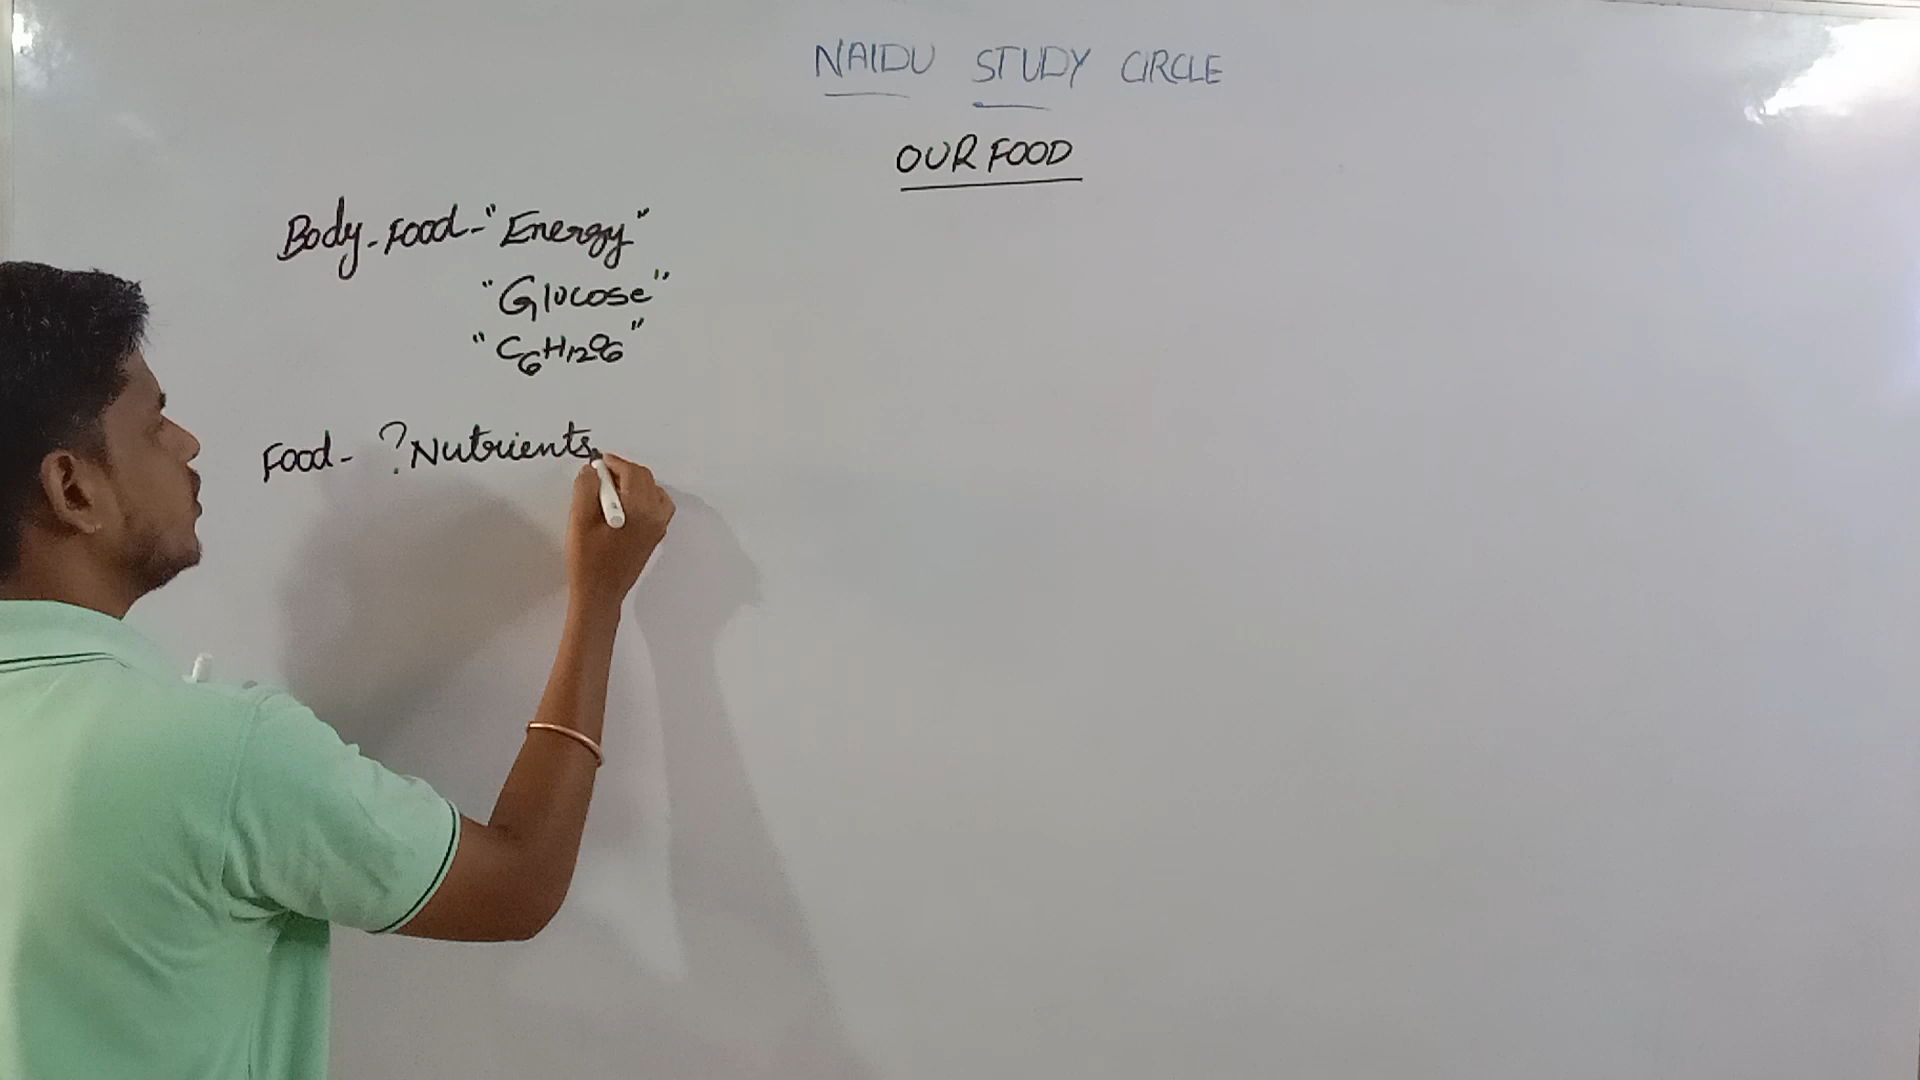 NAIDU STUDY CIRCLE
OUR FOOD
Body - Food - "Energy"
"Glucose"
"C6H12O6"
Food - ? Nutrients